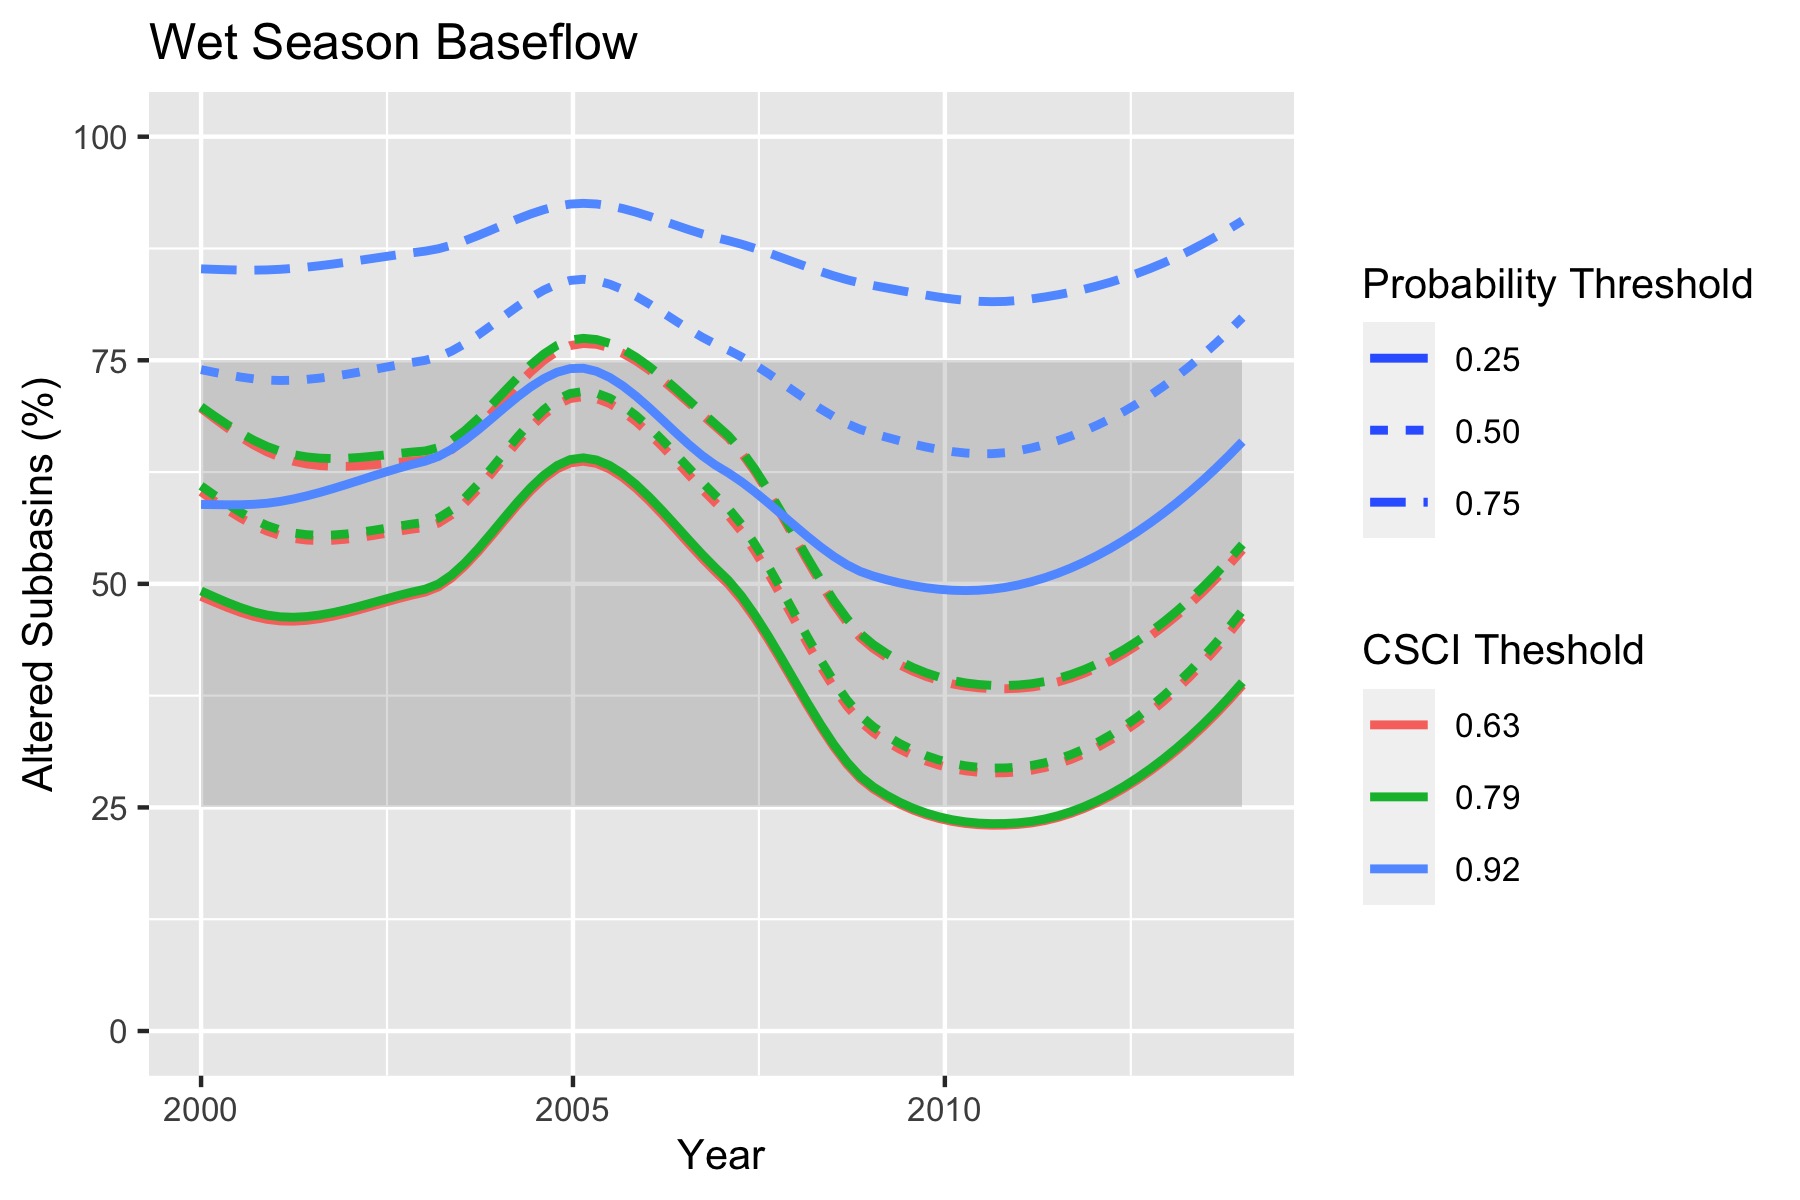 Wet Season Baseflow
100
75
50
25
0
Altered Subbasins (%)
2000 2005 2010
Year
Probability Threshold
0.25
0.50
0.75
CSCI Theshold
0.63
0.79
0.92